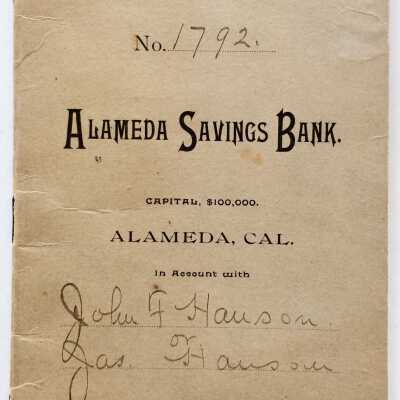 No. 1792.
ALAMEDA SAVINGS BANK.
CAPITAL, $100,000.
ALAMEDA, CAL.
In Account with
John F Hanson.
Jas. F Hanson